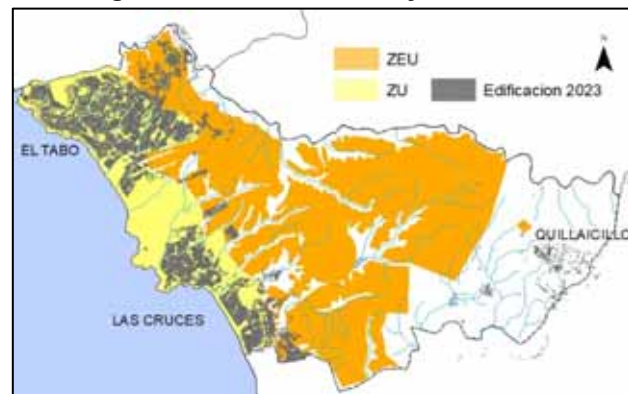 ZEU
ZU
Edificacion 2023
EL TABO
QUILLAICILLO
LAS CRUCES